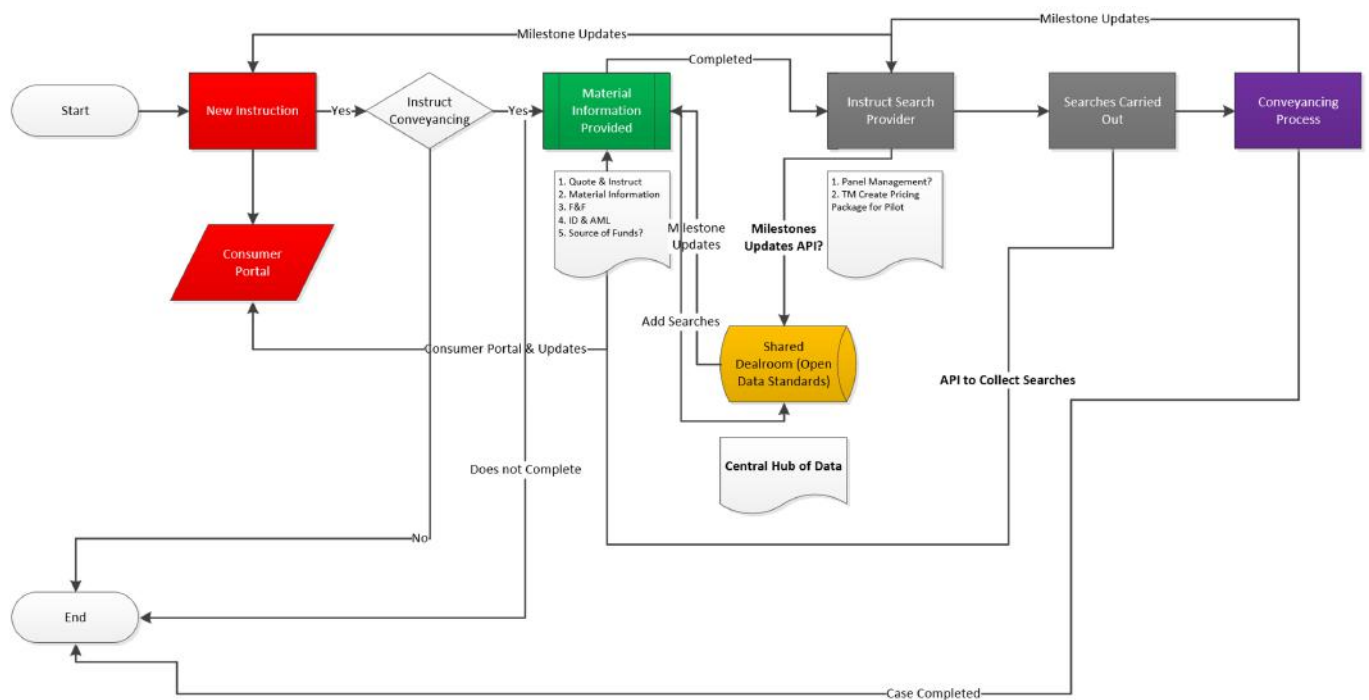 Milestone Updates
Milestone Updates
Completed
Start
New Instruction
Yes
Instruct
Conveyancing
Yes
Material
Information
Provided
Instruct Search
Provider
Searches Carried
Out
Conveyancing
Process
1. Quote & Instruct
2. Material Information
3. F&F
4. ID & AML
5. Source of Funds?
1. Panel Management?
2. TM Create Pricing
Package for Pilot
Milestone
Updates
Milestones
Updates API?
Consumer
Portal
Add Searches
Consumer Portal & Updates
Shared
Dealroom (Open
Data Standards)
API to Collect Searches
Central Hub of Data
Does not Complete
No
End
Case Completed